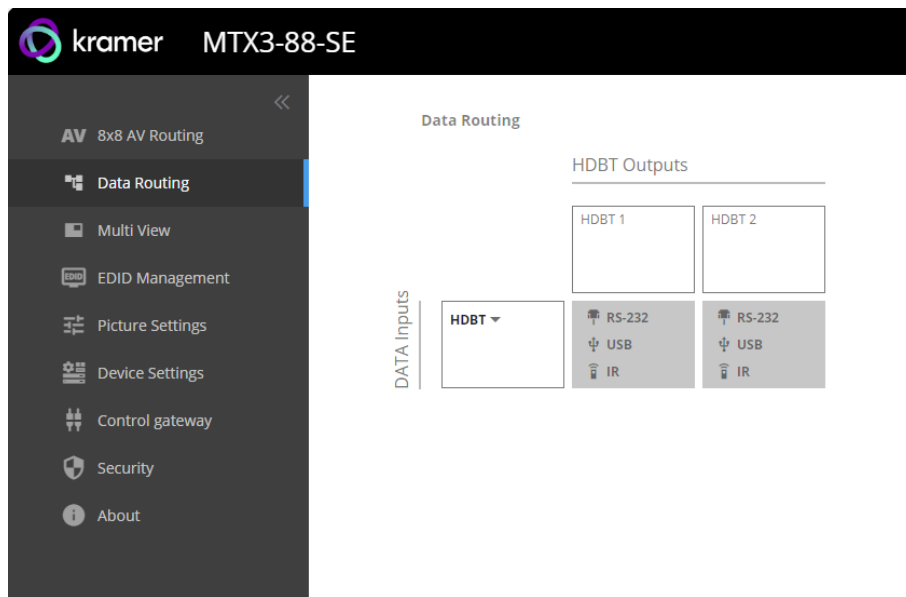 kramer MTX3-88-SE
AV 8x8 AV Routing
Data Routing
Multi View
EDID EDID Management
Picture Settings
Device Settings
Control gateway
Security
About
Data Routing
HDBT Outputs
HDBT 1 HDBT 2
DATA Inputs
HDBT
RS-232 RS-232
USB USB
IR IR